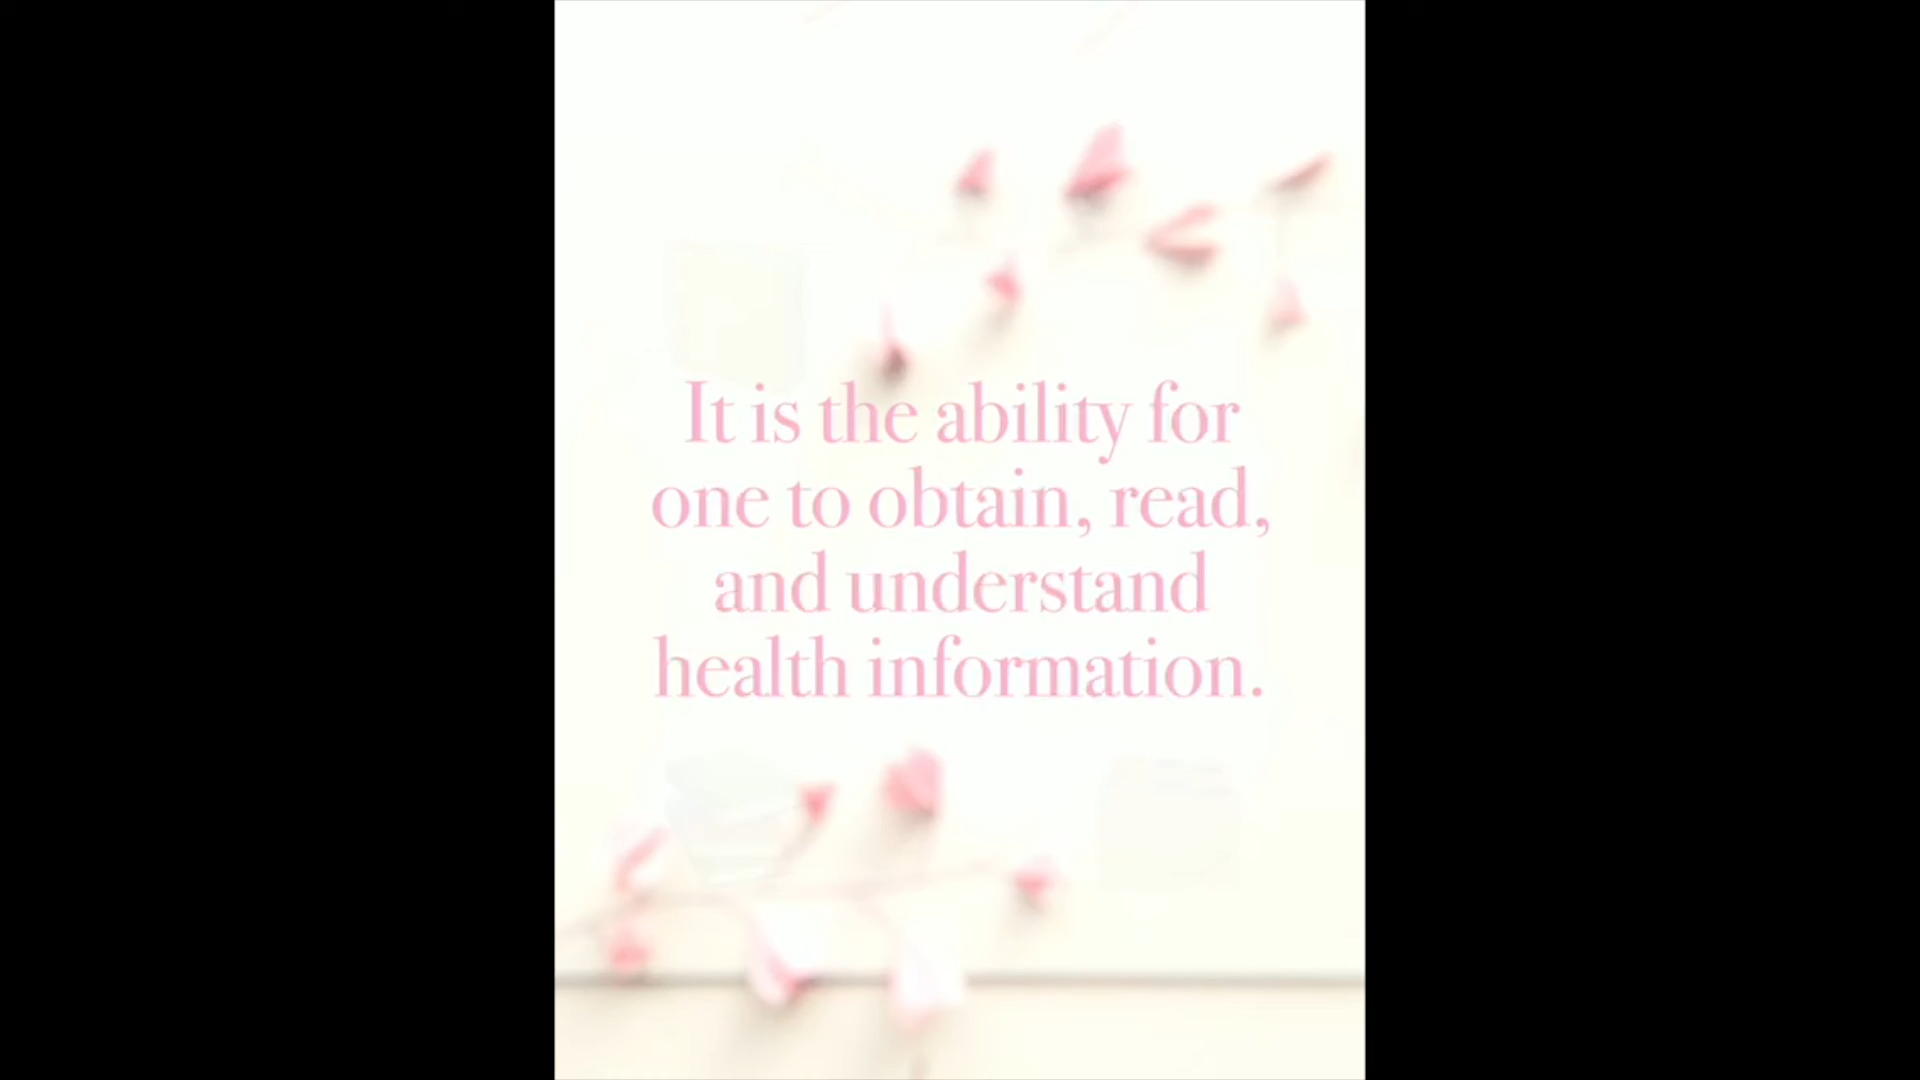 It is the ability for
one to obtain, read,
and understand
health information.